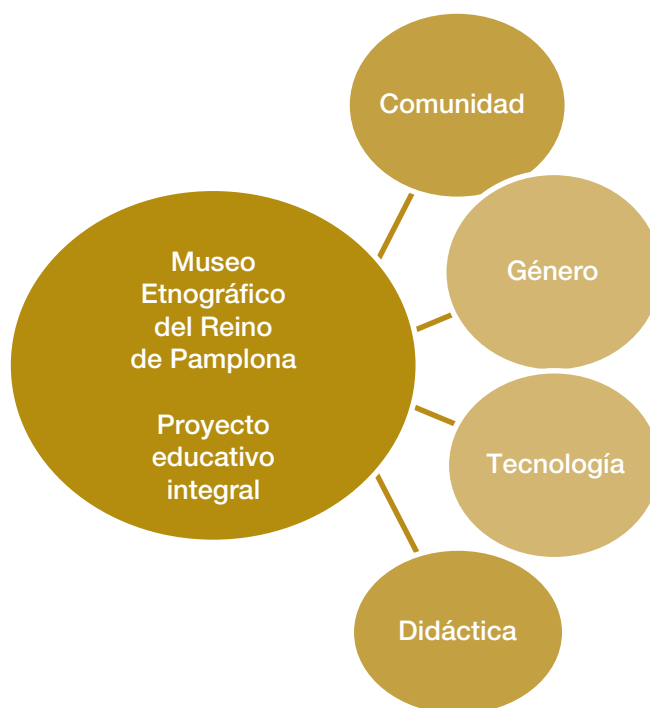 Museo
Etnográfico
del Reino
de Pamplona
Proyecto
educativo
integral
Comunidad
Género
Tecnología
Didáctica